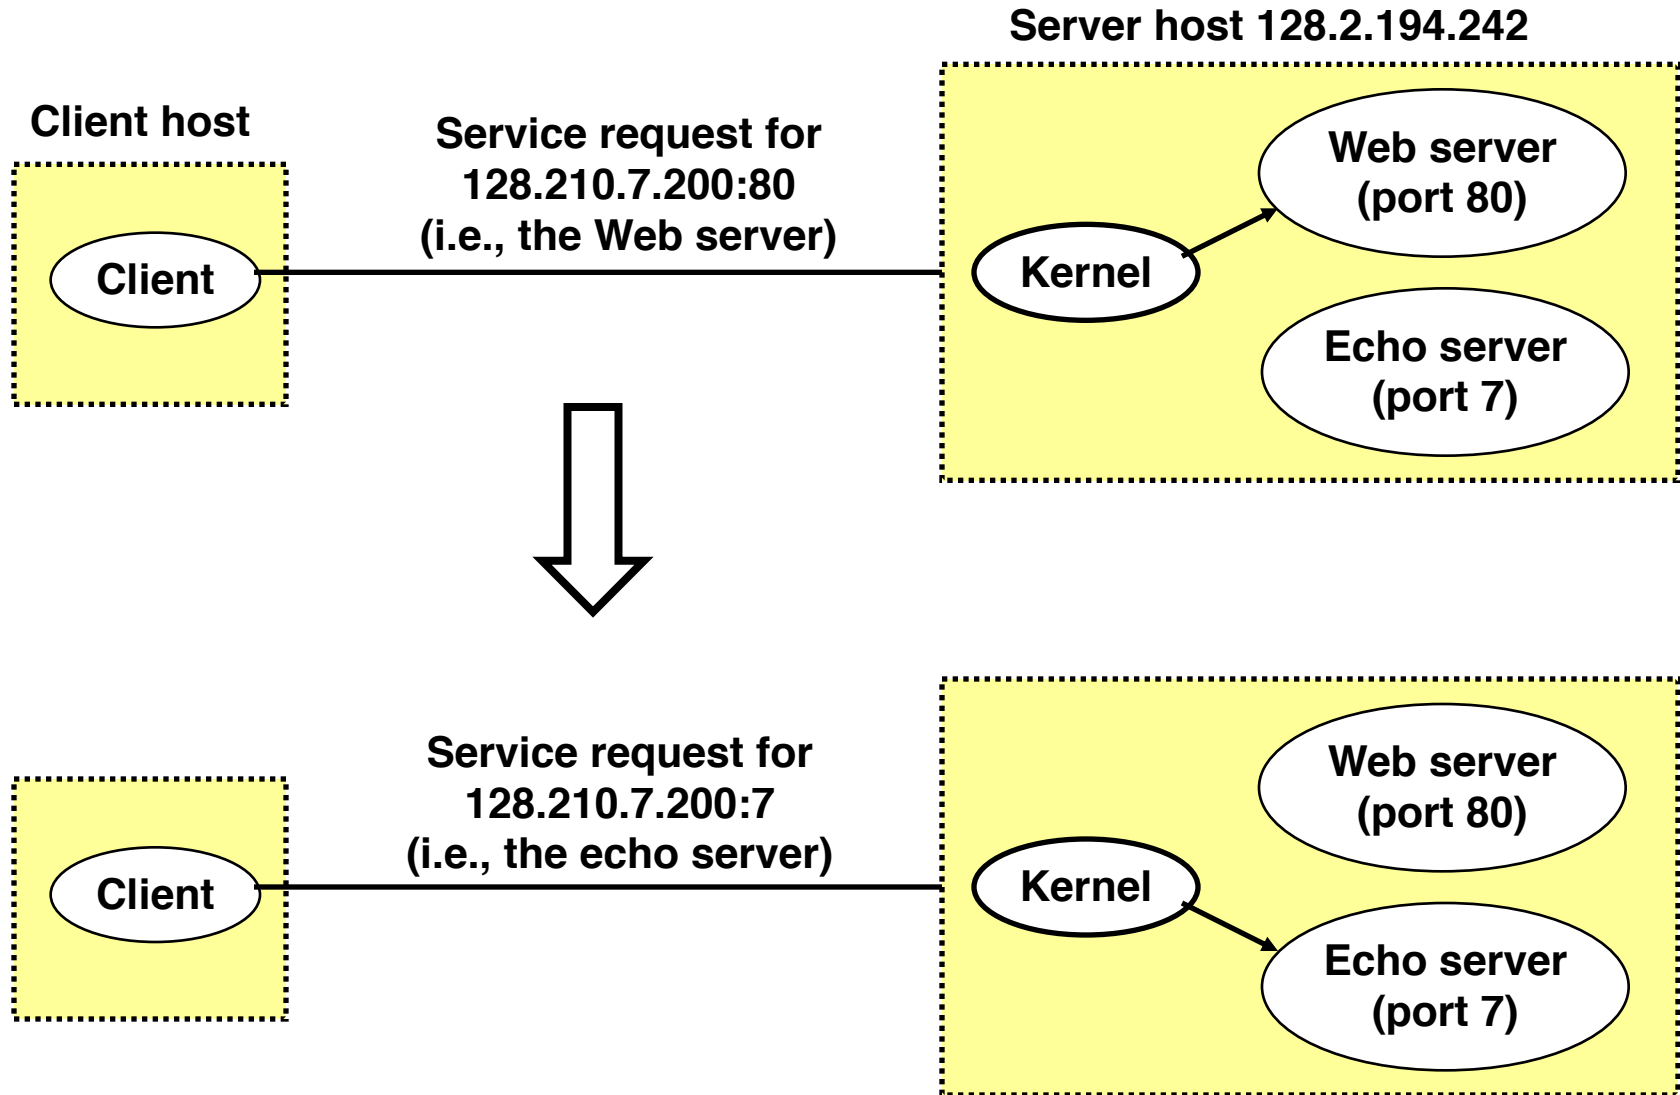 Server host 128.2.194.242
Client host
Service request for
128.210.7.200:80
(i.e., the Web server)
Client
Kernel
Web server
(port 80)
Echo server
(port 7)
Service request for
128.210.7.200:7
(i.e., the echo server)
Client
Kernel
Web server
(port 80)
Echo server
(port 7)